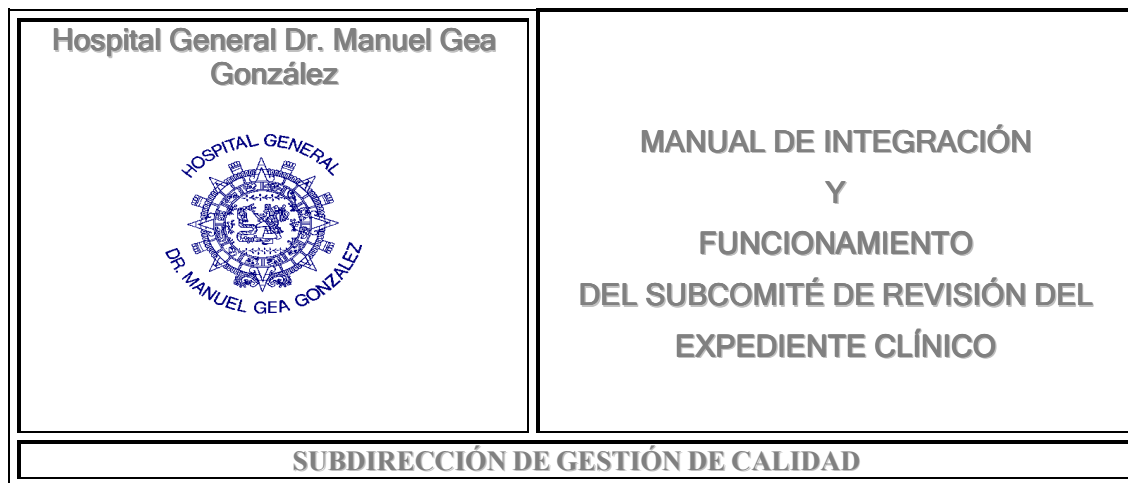 Hospital General Dr. Manuel Gea
González
HOSPITAL GENERAL
DR. MANUEL GEA GONZALEZ
MANUAL DE INTEGRACIÓN
Y
FUNCIONAMIENTO
DEL SUBCOMITÉ DE REVISIÓN DEL
EXPEDIENTE CLÍNICO
SUBDIRECCIÓN DE GESTIÓN DE CALIDAD